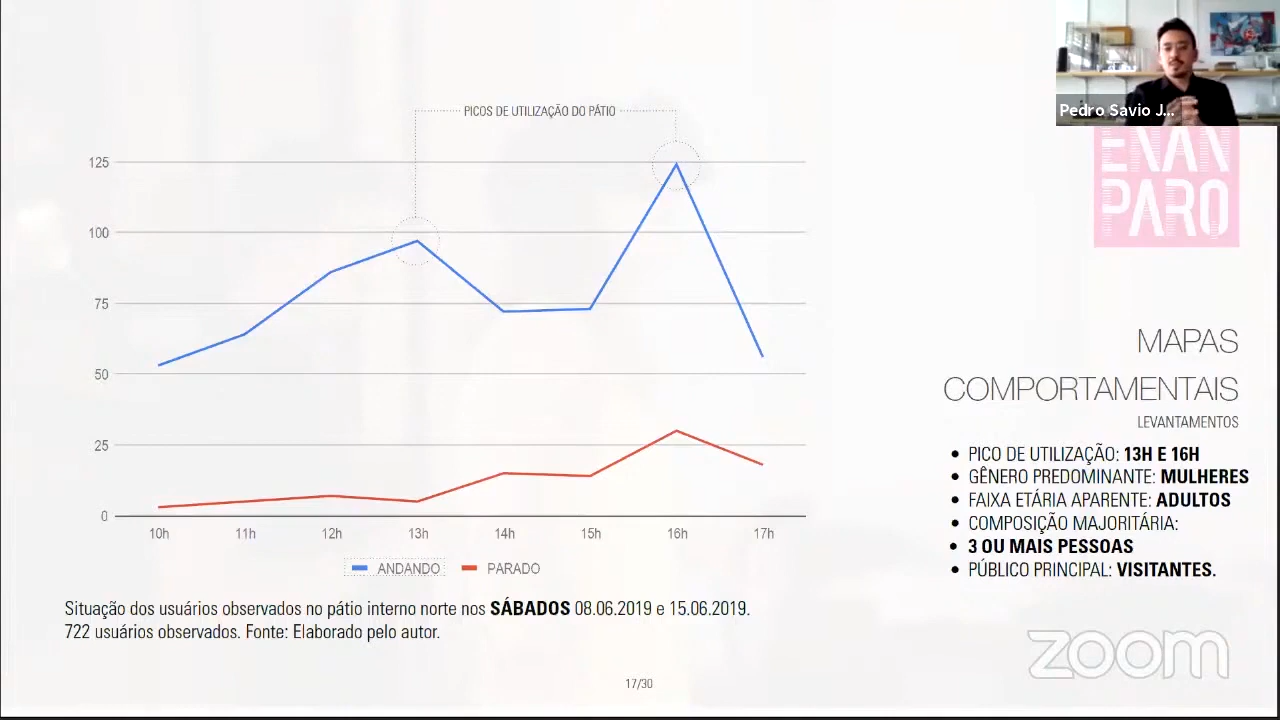 Pedro Savio J...
ENAN
PARO
PICOS DE UTILIZAÇÃO DO PÁTIO
125
100
75
50
25
0
10h 11h 12h 13h 14h 15h 16h 17h
ANDANDO PARADO
Situação dos usuários observados no pátio interno norte nos SÁBADOS 08.06.2019 e 15.06.2019.
722 usuários observados. Fonte: Elaborado pelo autor.
MAPAS
COMPORTAMENTAIS
LEVANTAMENTOS
• PICO DE UTILIZAÇÃO: 13H E 16H
• GÊNERO PREDOMINANTE: MULHERES
• FAIXA ETÁRIA APARENTE: ADULTOS
• COMPOSIÇÃO MAJORITÁRIA:
• 3 OU MAIS PESSOAS
• PÚBLICO PRINCIPAL: VISITANTES.
zoom
17/30